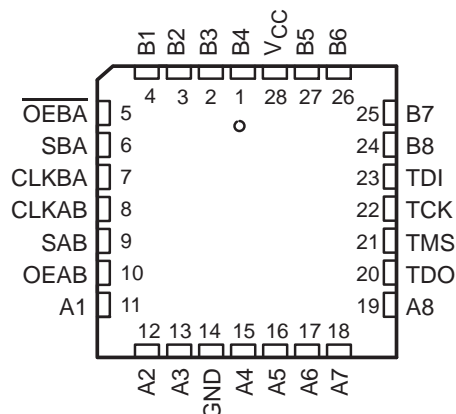 B1 B2 B3 B4 VCC B5 B6
4 3 2 1 28 27 26
OEBA 5 25 B7
SBA 6 24 B8
CLKBA 7 23 TDI
CLKAB 8 22 TCK
SAB 9 21 TMS
OEAB 10 20 TDO
A1 11 19 A8
12 13 14 15 16 17 18
A2 A3 GND A4 A5 A6 A7